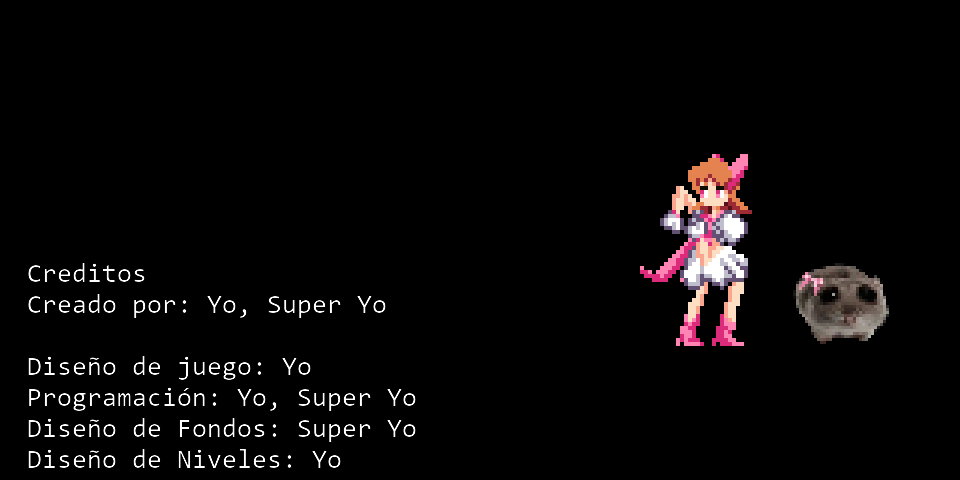 Creditos
Creado por: Yo, Super Yo
Diseño de juego: Yo
Programación: Yo, Super Yo
Diseño de Fondos: Super Yo
Diseño de Niveles: Yo